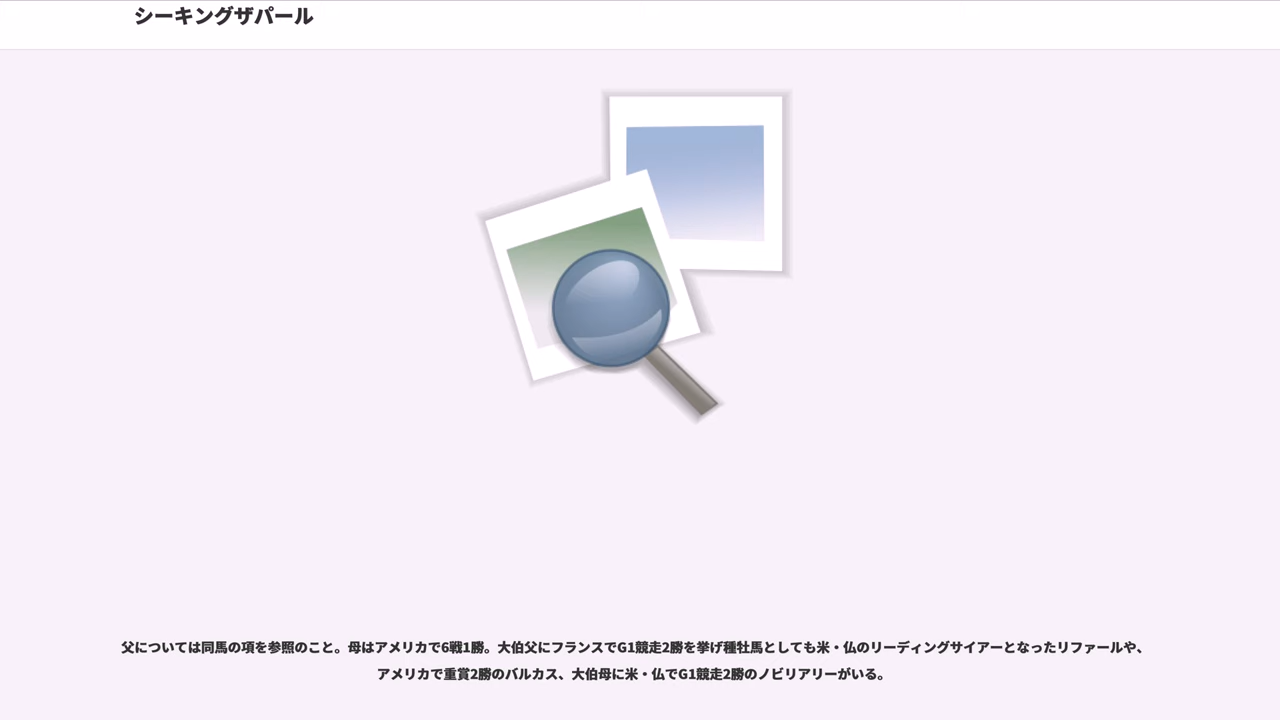 シーキングザパール
父については同馬の項を参照のこと。母はアメリカで6戦1勝。大伯父にフランスでG1競走2勝を挙げ種牡馬としても米・仏のリーディングサイアーとなったリファールや、
アメリカで重賞2勝のバルカス、大伯母に米・仏でG1競走2勝のノビリアリーがいる。